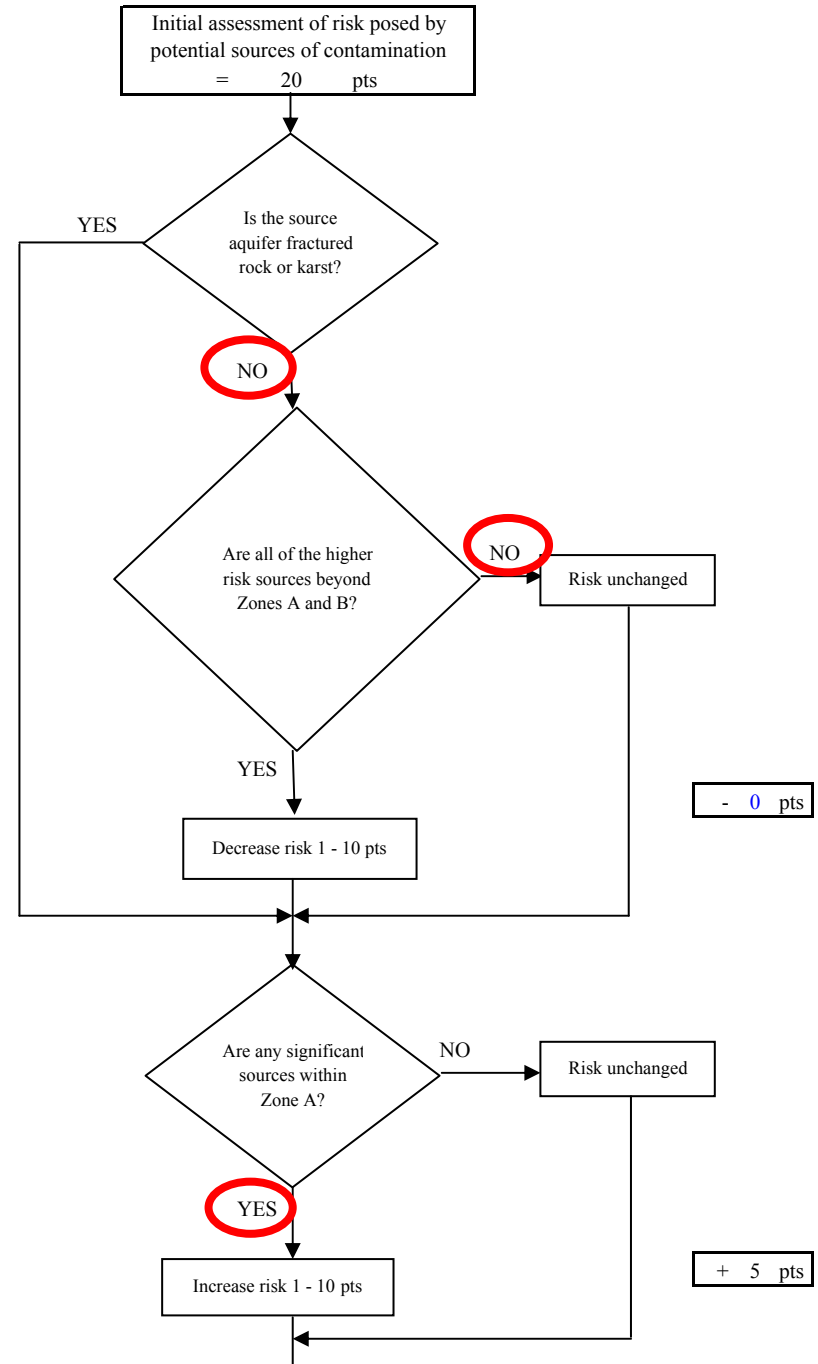 Initial assessment of risk posed by
potential sources of contamination
= 20 pts
YES
Is the source
aquifer fractured
rock or karst?
NO
Are all of the higher
risk sources beyond
Zones A and B?
NO
Risk unchanged
YES
- 0 pts
Decrease risk 1 - 10 pts
Are any significant
sources within
Zone A?
NO
Risk unchanged
YES
Increase risk 1 - 10 pts
+ 5 pts